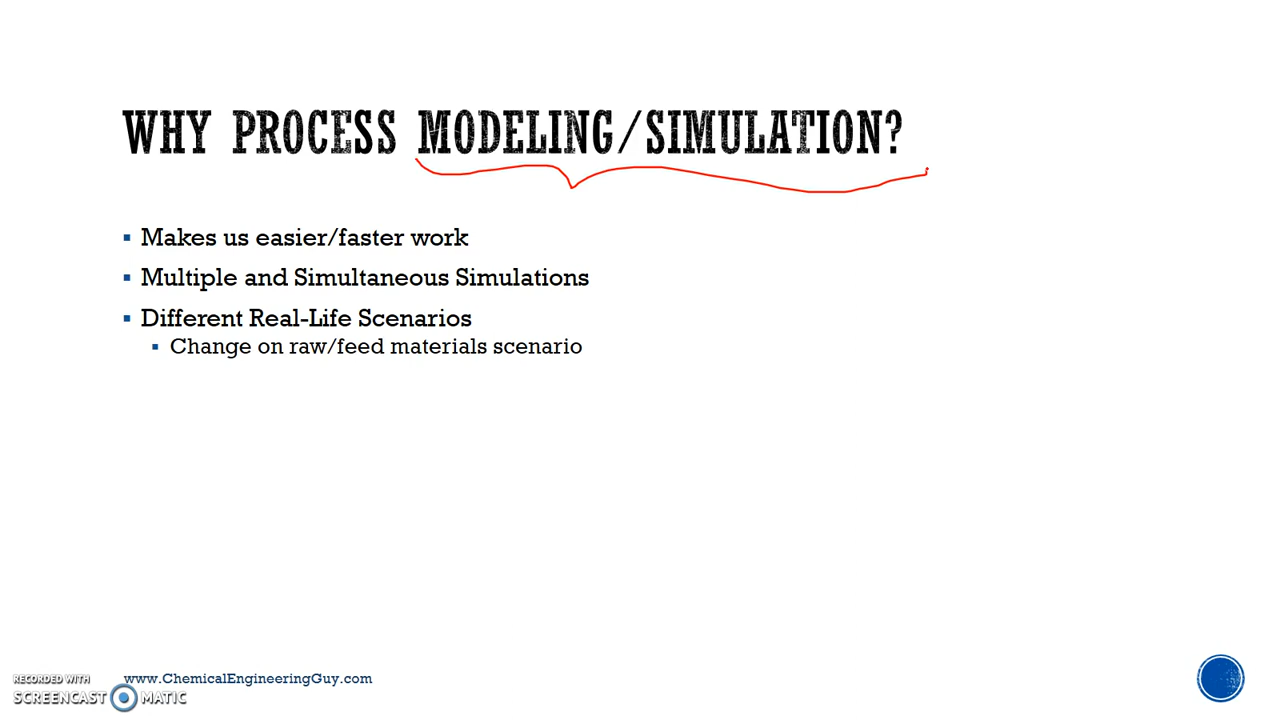 WHY PROCESS MODELING/SIMULATION?
Makes us easier/faster work
Multiple and Simultaneous Simulations
Different Real-Life Scenarios
Change on raw/feed materials scenario
www.ChemicalEngineeringGuy.com
RECORDED WITH
SCREENCAST MATIC